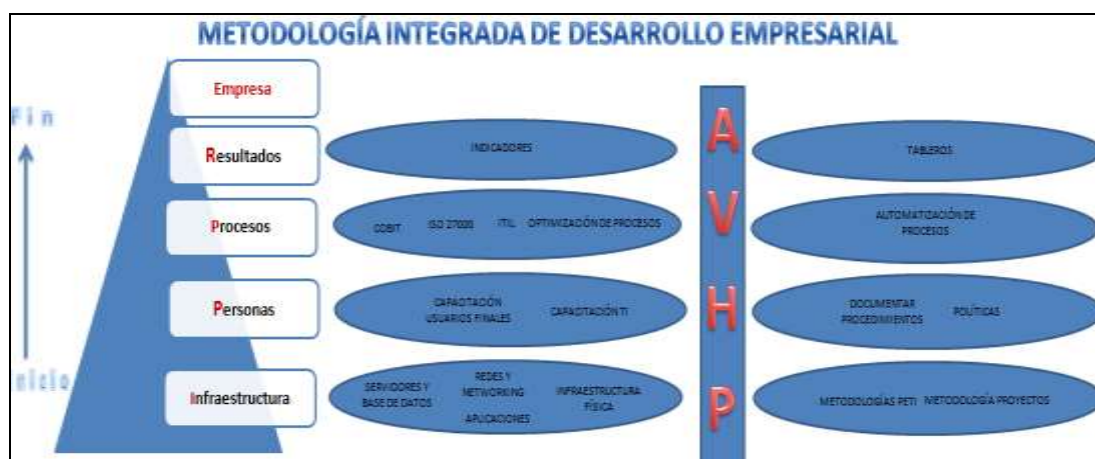 METODOLOGÍA INTEGRADA DE DESARROLLO EMPRESARIAL
Fin
Inicio
Empresa
Resultados
Procesos
Personas
Infraestructura
INDICADORES
COBIT ISO 27000 ITIL OPTIMIZACIÓN DE PROCESOS
CAPACITACIÓN
USUARIOS FINALES
CAPACITACIÓN TI
SERVIDORES Y
BASE DE DATOS
REDES Y
NETWORKING
APLICACIONES
INFRAESTRUCTURA
FÍSICA
A
V
H
P
TABLEROS
AUTOMATIZACIÓN DE
PROCESOS
DOCUMENTAR
PROCEDIMIENTOS
POLÍTICAS
METODOLOGÍAS PETI METODOLOGÍA PROYECTOS